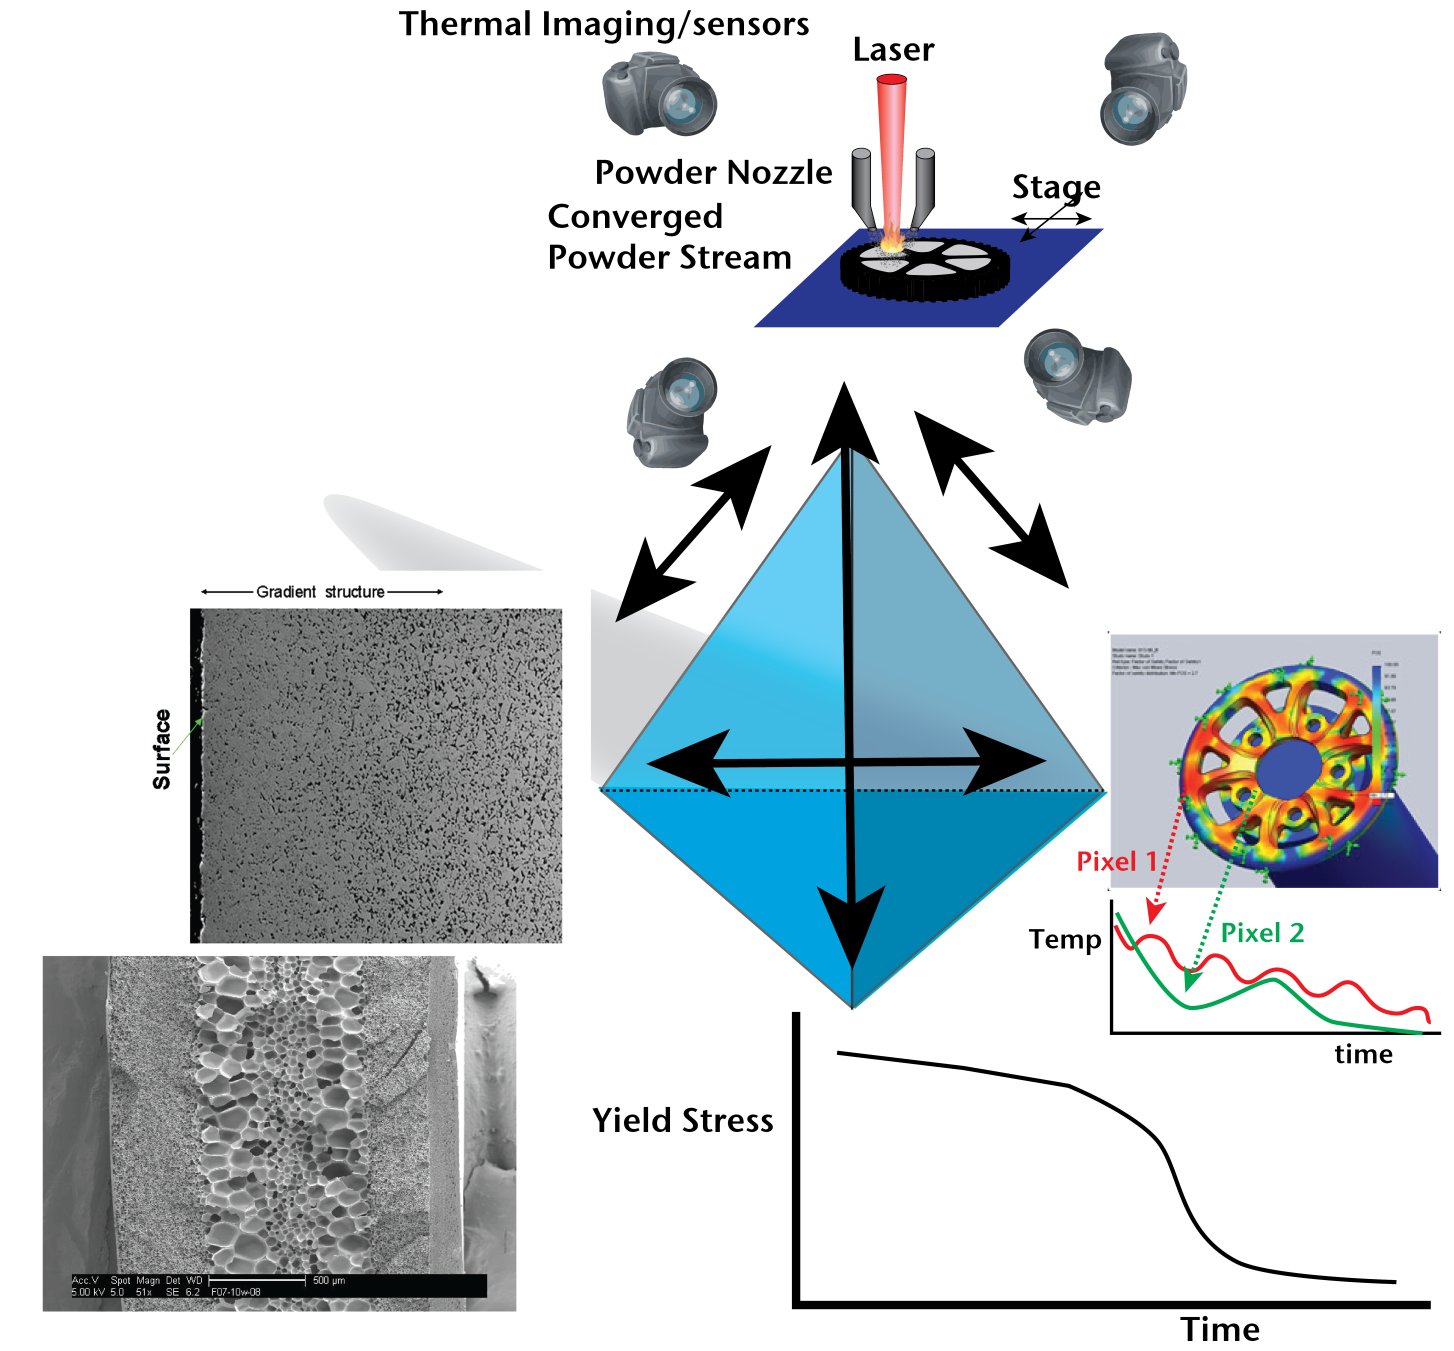 Thermal Imaging/sensors
Laser
Powder Nozzle
Stage
Converged
Powder Stream
Gradient structure
Surface
Pixel 1
Temp
Pixel 2
time
Yield Stress
Time
Acc.V Spot Magn Det WD 500 µm
5.00 kV 5.0 51x SE 6.2 F07-10w-08